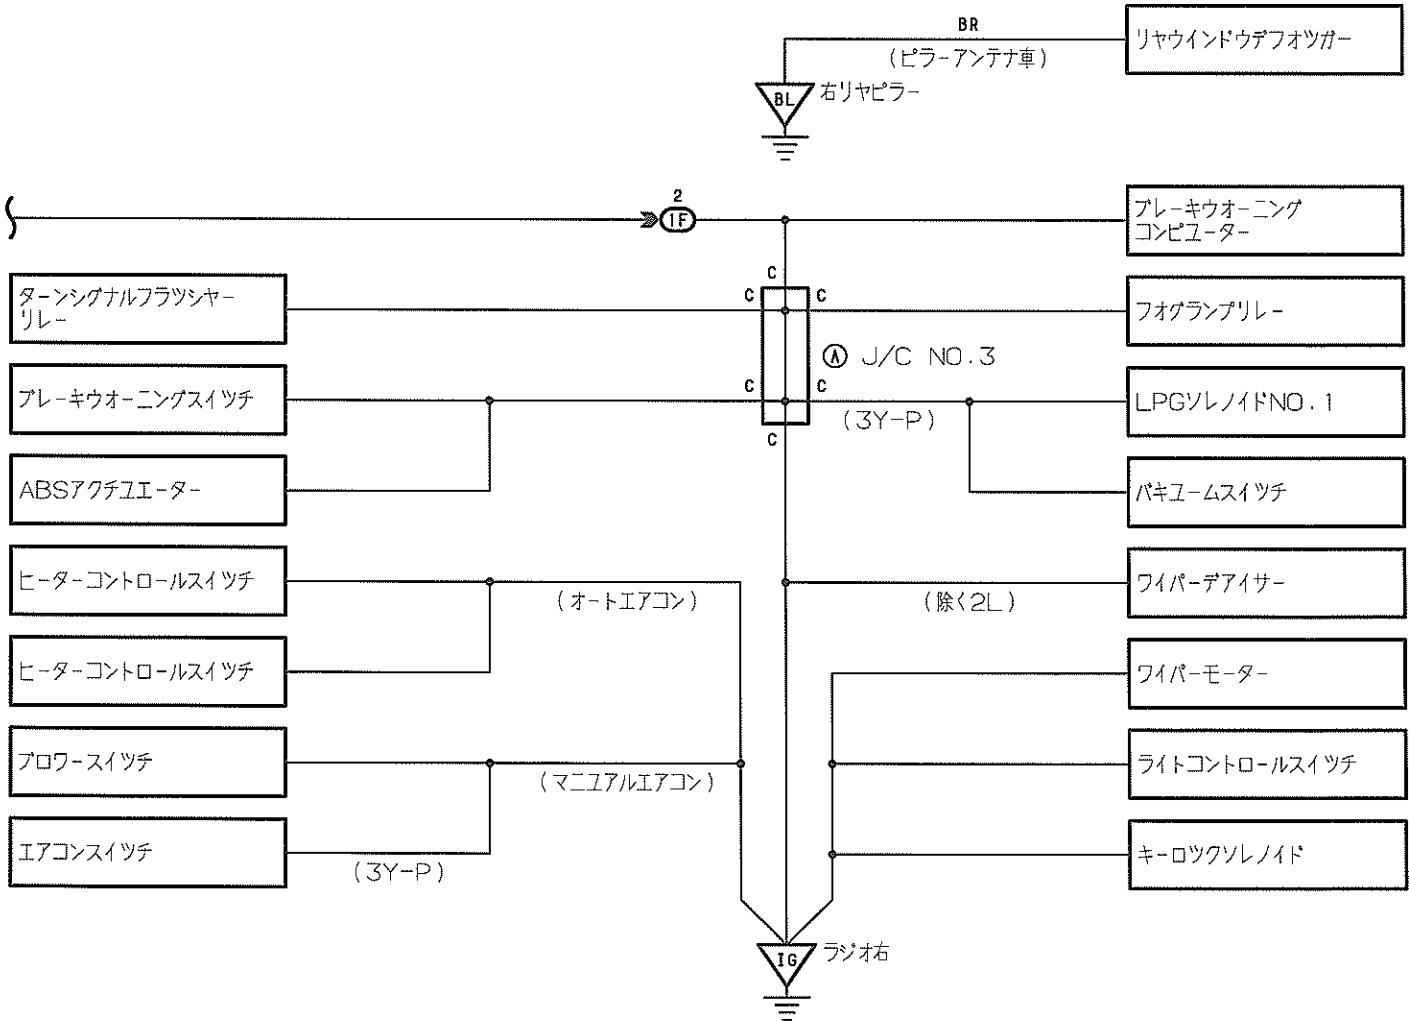 BR
リヤウインドウデフオツガー
(ピラーアンテナ車)
BL
右リヤピラー
2
IF
ブレーキウオーニング
コンピユーター
C
ターンシグナルフラツシヤー
リレー
C
C
フオグランプリレー
A J/C NO.3
ブレーキウオーニングスイツチ
C
C
LPGソレノイドNO.1
(3Y-P)
C
ABSアクチユエーター
バキユームスイツチ
ヒーターコントロールスイツチ
(オートエアコン)
(除く2L)
ワイパーデアイサー
ヒーターコントロールスイツチ
ワイパーモーター
ブロワースイツチ
(マニユアルエアコン)
ライトコントロールスイツチ
エアコンスイツチ
(3Y-P)
キーロツクソレノイド
IG
ラジオ右